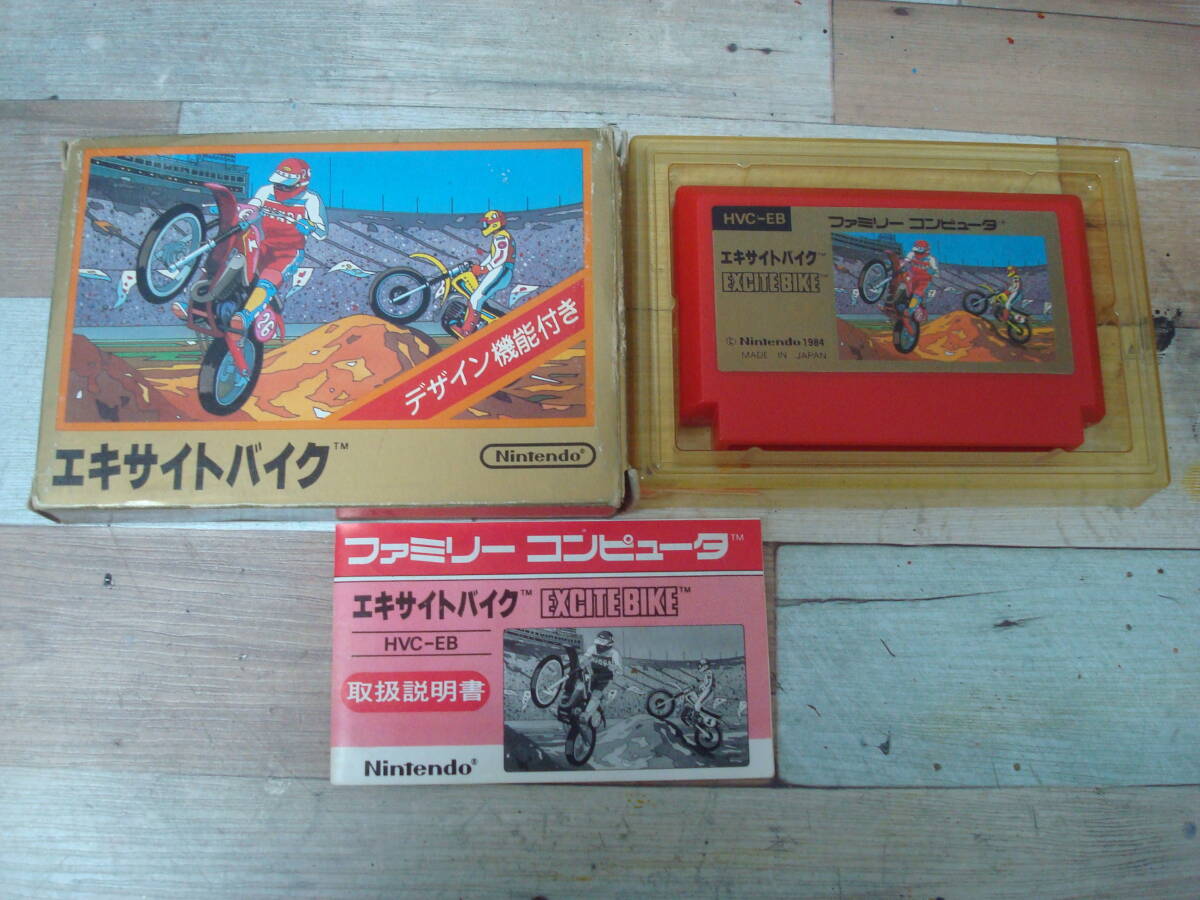 デザイン機能付き
エキサイトバイク™
Nintendo®
HVC-EB
ファミリー コンピュータ™
エキサイトバイク™
EXCITEBIKE™
© Nintendo 1984
MADE IN JAPAN
ファミリー コンピュータ™
エキサイトバイク™ EXCITEBIKE™
HVC-EB
取扱説明書
Nintendo®